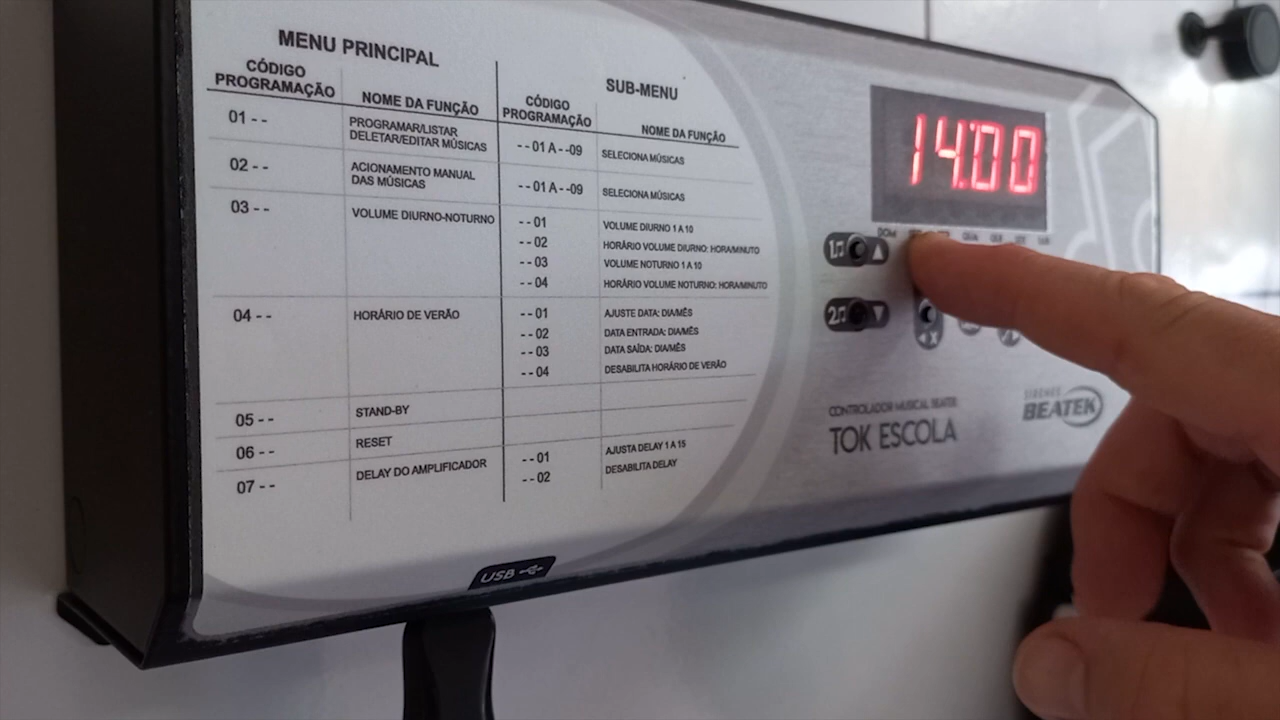 MENU PRINCIPAL
CÓDIGO
PROGRAMAÇÃO
NOME DA FUNÇÃO
SUB-MENU
CÓDIGO
PROGRAMAÇÃO
NOME DA FUNÇÃO
01 - -
PROGRAMAR/LISTAR
DELETAR/EDITAR MÚSICAS
- - 01 A - -09
SELECIONA MÚSICAS
02 - -
ACIONAMENTO MANUAL
DAS MÚSICAS
- - 01 A - -09
SELECIONA MÚSICAS
03 - -
VOLUME DIURNO-NOTURNO
- - 01
VOLUME DIURNO 1 A 10
- - 02
HORÁRIO VOLUME DIURNO: HORA/MINUTO
- - 03
VOLUME NOTURNO 1 A 10
- - 04
HORÁRIO VOLUME NOTURNO: HORA/MINUTO
04 - -
HORÁRIO DE VERÃO
- - 01
AJUSTE DATA: DIA/MÊS
- - 02
DATA ENTRADA: DIA/MÊS
- - 03
DATA SAÍDA: DIA/MÊS
- - 04
DESABILITA HORÁRIO DE VERÃO
05 - -
STAND-BY
06 - -
RESET
07 - -
DELAY DO AMPLIFICADOR
- - 01
AJUSTA DELAY 1 A 15
- - 02
DESABILITA DELAY
USB
14:00
DOM
1
2
X
CONTROLADOR MUSICAL BEATEK
TOK ESCOLA
SIRENES
BEATEK